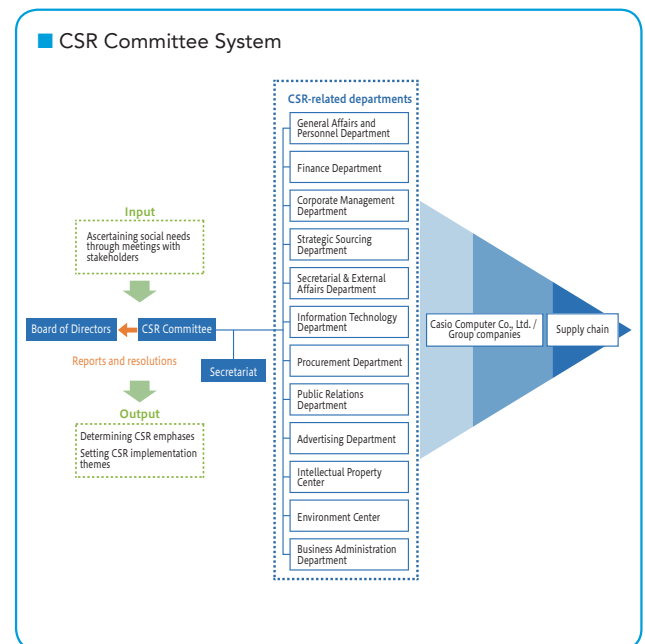 CSR Committee System
CSR-related departments
General Affairs and
Personnel Department
Finance Department
Corporate Management
Department
Strategic Sourcing
Department
Secretarial & External
Affairs Department
Information Technology
Department
Procurement Department
Public Relations
Department
Advertising Department
Intellectual Property
Center
Environment Center
Business Administration
Department
Input
Ascertaining social needs
through meetings with
stakeholders
Board of Directors
CSR Committee
Reports and resolutions
Secretariat
Output
Determining CSR emphases
Setting CSR implementation
themes
Casio Computer Co., Ltd. /
Group companies
Supply chain